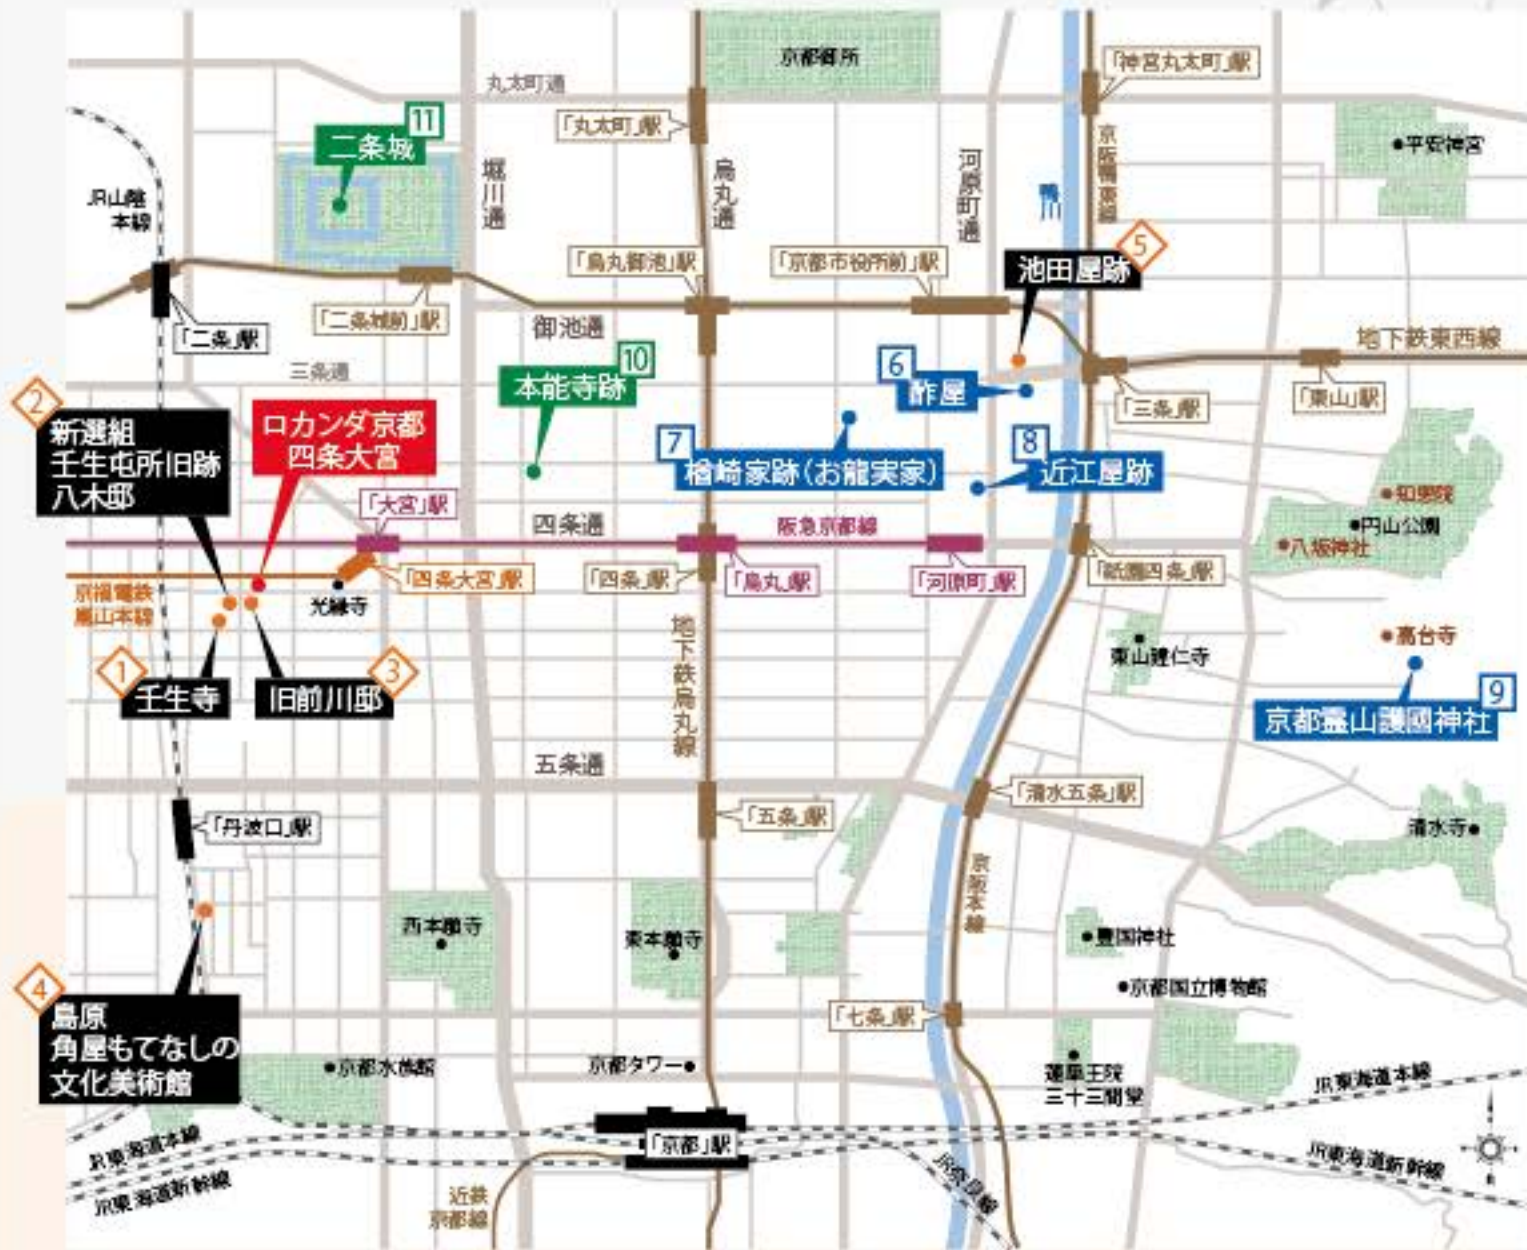 京都御所
「神宮丸太町」駅
丸太町通
11
二条城
「丸太町」駅
京阪鴨東線
平安神宮
堀川通
烏丸通
河原町通
鴨川
JR山陰
本線
5
池田屋跡
「烏丸御池」駅
「京都市役所前」駅
「二条城前」駅
「二条」駅
御池通
地下鉄東西線
三条通
10
本能寺跡
6
酢屋
「三条」駅
「東山」駅
2
新選組
壬生屯所旧跡
八木邸
ロカンダ京都
四条大宮
7
楢崎家跡(お龍実家)
8
近江屋跡
知恩院
円山公園
八坂神社
「大宮」駅
四条通
阪急京都線
「四条大宮」駅
「四条」駅
「烏丸」駅
「河原町」駅
「祇園四条」駅
京福電鉄
嵐山本線
光縁寺
地下鉄烏丸線
東山建仁寺
高台寺
1
壬生寺
3
旧前川邸
9
京都霊山護國神社
五条通
「五条」駅
「清水五条」駅
「丹波口」駅
清水寺
京阪本線
西本願寺
東本願寺
豊国神社
京都国立博物館
4
島原
角屋もてなしの
文化美術館
「七条」駅
京都水族館
京都タワー
蓮華王院
三十三間堂
JR東海道本線
「京都」駅
JR東海道本線
JR東海道新幹線
JR東海道新幹線
JR奈良線
近鉄
京都線